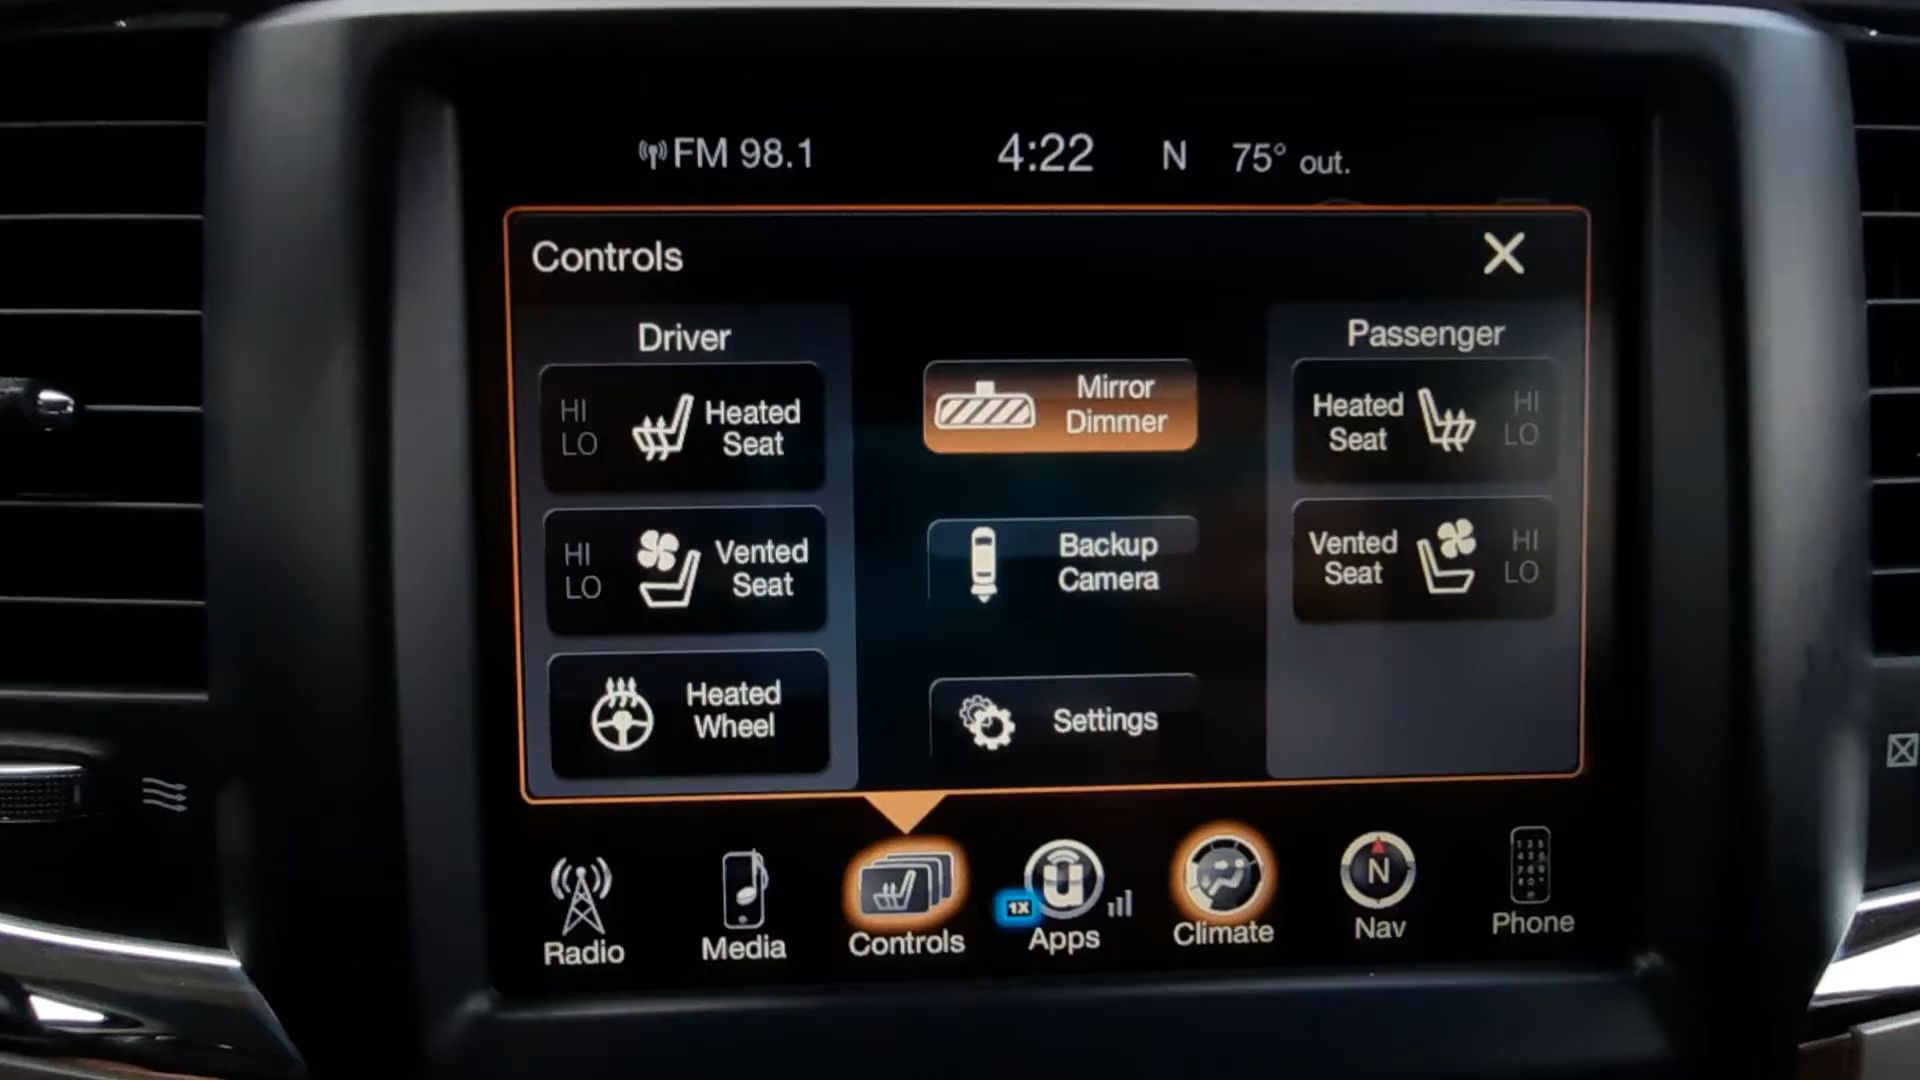 FM 98.1 4:22 N 75° out.
Controls
Driver
HI
LO
Heated
Seat
HI
LO
Vented
Seat
Heated
Wheel
Mirror
Dimmer
Backup
Camera
Settings
Passenger
Heated
Seat
HI
LO
Vented
Seat
HI
LO
N
1X
Radio
Media
Controls
Apps
Climate
Nav
Phone